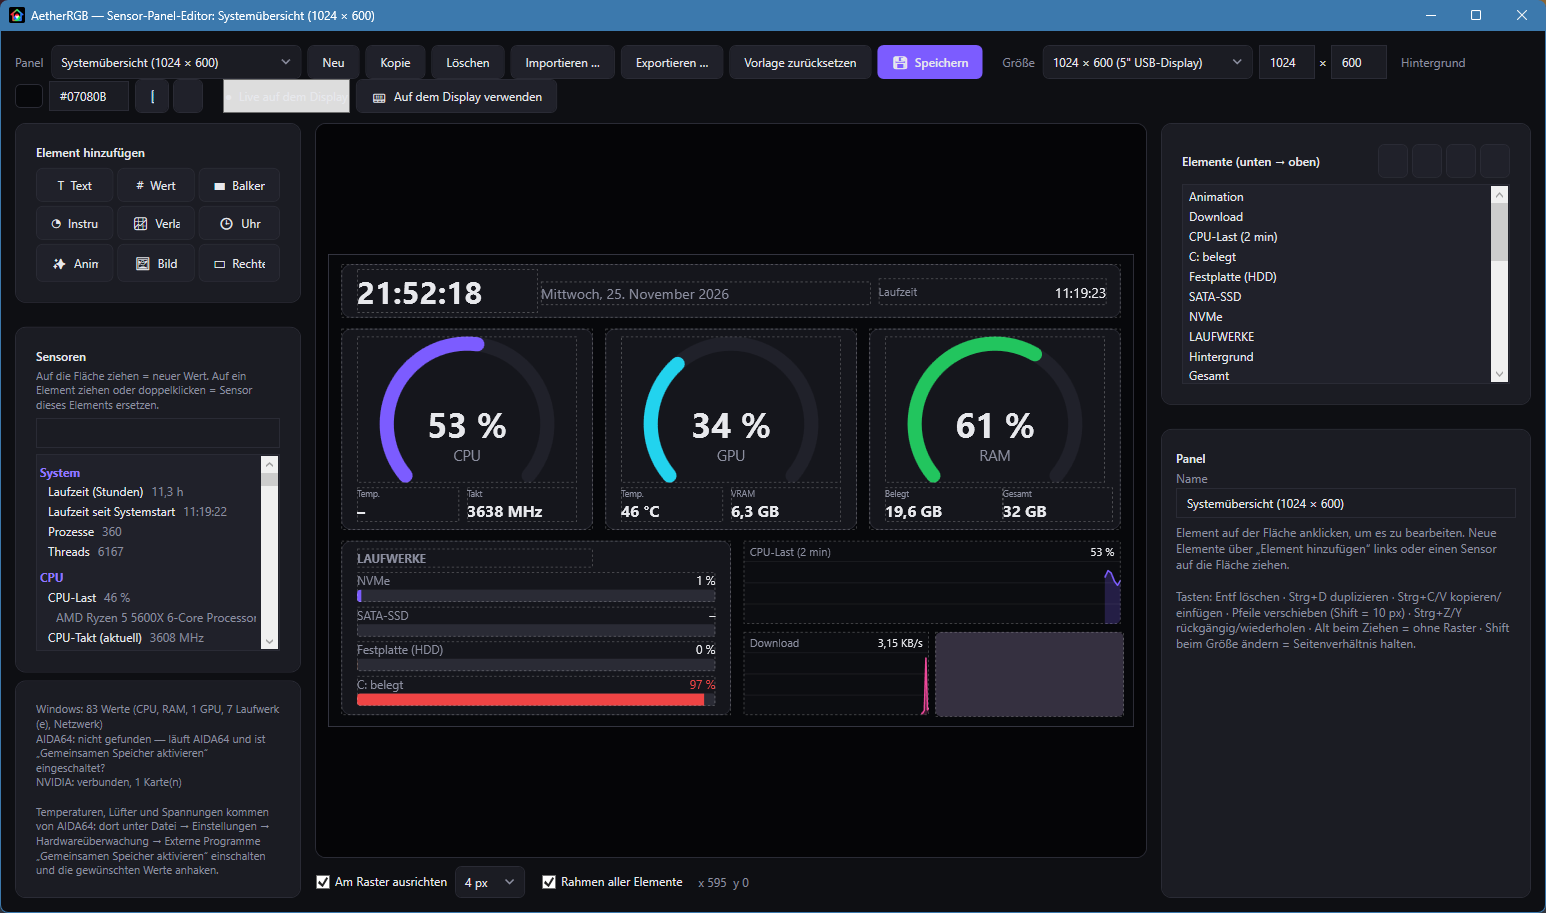 AetherRGB — Sensor-Panel-Editor: Systemübersicht (1024 × 600)
Panel Systemübersicht (1024 × 600) Neu Kopie Löschen Importieren ... Exportieren ... Vorlage zurücksetzen Speichern Größe 1024 × 600 (5" USB-Display) 1024 × 600 Hintergrund
#07080B Live auf dem Display Auf dem Display verwenden
Element hinzufügen
T Text # Wert Balker
Instru Verla Uhr
Anin Bild Rechte
Sensoren
Auf die Fläche ziehen = neuer Wert. Auf ein
Element ziehen oder doppelklicken = Sensor
dieses Elements ersetzen.
System
Laufzeit (Stunden) 11,3 h
Laufzeit seit Systemstart 11:19:22
Prozesse 360
Threads 6167
CPU
CPU-Last 46 %
AMD Ryzen 5 5600X 6-Core Processor
CPU-Takt (aktuell) 3608 MHz
Windows: 83 Werte (CPU, RAM, 1 GPU, 7 Laufwerk
(e), Netzwerk)
AIDA64: nicht gefunden — läuft AIDA64 und ist
„Gemeinsamen Speicher aktivieren“
eingeschaltet?
NVIDIA: verbunden, 1 Karte(n)
Temperaturen, Lüfter und Spannungen kommen
von AIDA64: dort unter Datei → Einstellungen →
Hardwareüberwachung → Externe Programme
„Gemeinsamen Speicher aktivieren“ einschalten
und die gewünschten Werte anhaken.
21:52:18 Mittwoch, 25. November 2026 Laufzeit 11:19:23
53 %
CPU
Temp. Takt
– 3638 MHz
34 %
GPU
Temp. VRAM
46 °C 6,3 GB
61 %
RAM
Belegt Gesamt
19,6 GB 32 GB
LAUFWERKE
NVMe 1 %
SATA-SSD –
Festplatte (HDD) 0 %
C: belegt 97 %
CPU-Last (2 min) 53 %
Download 3,15 KB/s
Am Raster ausrichten 4 px Rahmen aller Elemente x 595 y 0
Elemente (unten → oben)
Animation
Download
CPU-Last (2 min)
C: belegt
Festplatte (HDD)
SATA-SSD
NVMe
LAUFWERKE
Hintergrund
Gesamt
Panel
Name
Systemübersicht (1024 × 600)
Element auf der Fläche anklicken, um es zu bearbeiten. Neue
Elemente über „Element hinzufügen“ links oder einen Sensor
auf die Fläche ziehen.
Tasten: Entf löschen · Strg+D duplizieren · Strg+C/V kopieren/
einfügen · Pfeile verschieben (Shift = 10 px) · Strg+Z/Y
rückgängig/wiederholen · Alt beim Ziehen = ohne Raster · Shift
beim Größe ändern = Seitenverhältnis halten.